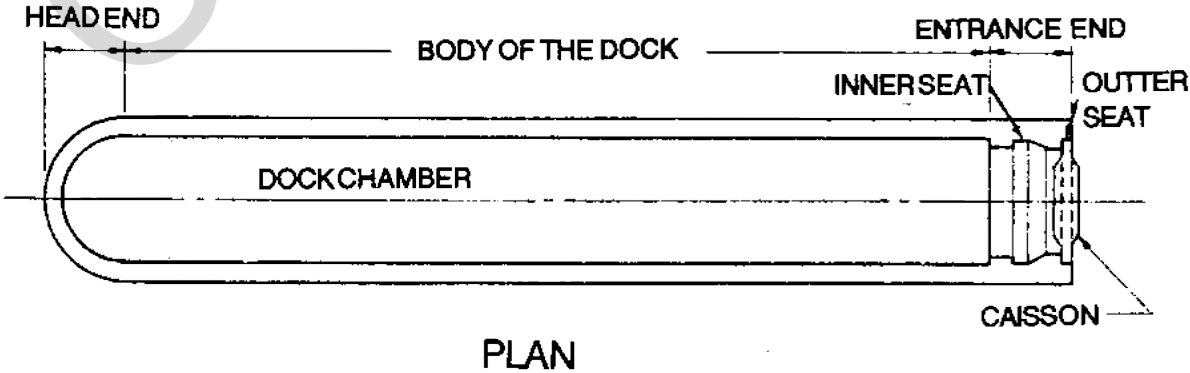 HEAD END
BODY OF THE DOCK
ENTRANCE END
INNER SEAT
OUTTER
SEAT
DOCK CHAMBER
CAISSON
PLAN